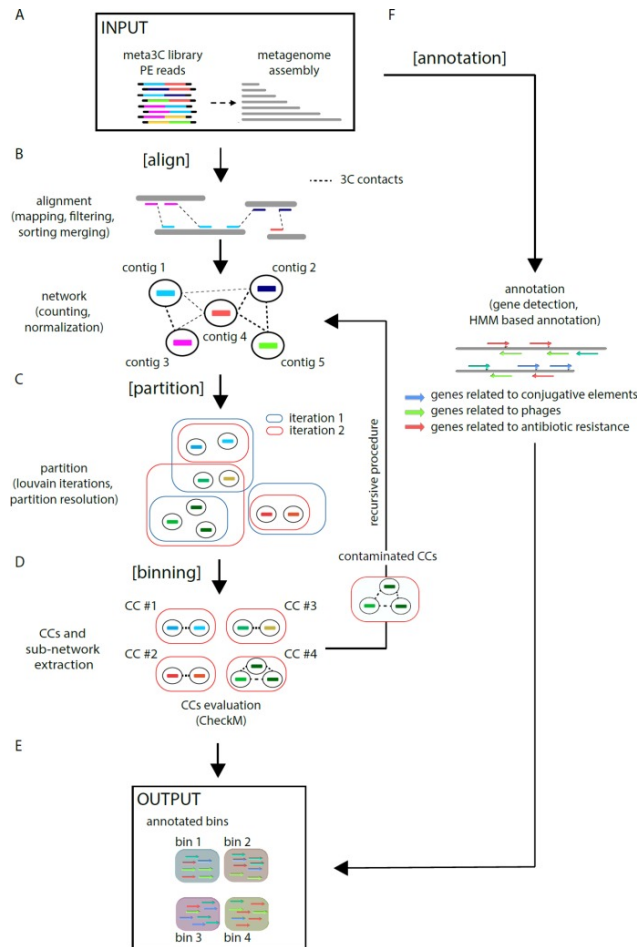 A
F
INPUT
meta3C library
PE reads
metagenome
assembly
[annotation]
B
[align]
3C contacts
alignment
(mapping, filtering,
sorting merging)
contig 1
contig 2
network
(counting,
normalization)
contig 4
contig 3
contig 5
annotation
(gene detection,
HMM based annotation)
genes related to conjugative elements
genes related to phages
genes related to antibiotic resistance
C
[partition]
iteration 1
iteration 2
partition
(louvain iterations,
partition resolution)
recursive procedure
contaminated CCs
D
[binning]
CC #1
CC #3
CCs and
sub-network
extraction
CC #2
CC #4
CCs evaluation
(CheckM)
E
OUTPUT
annotated bins
bin 1
bin 2
bin 3
bin 4